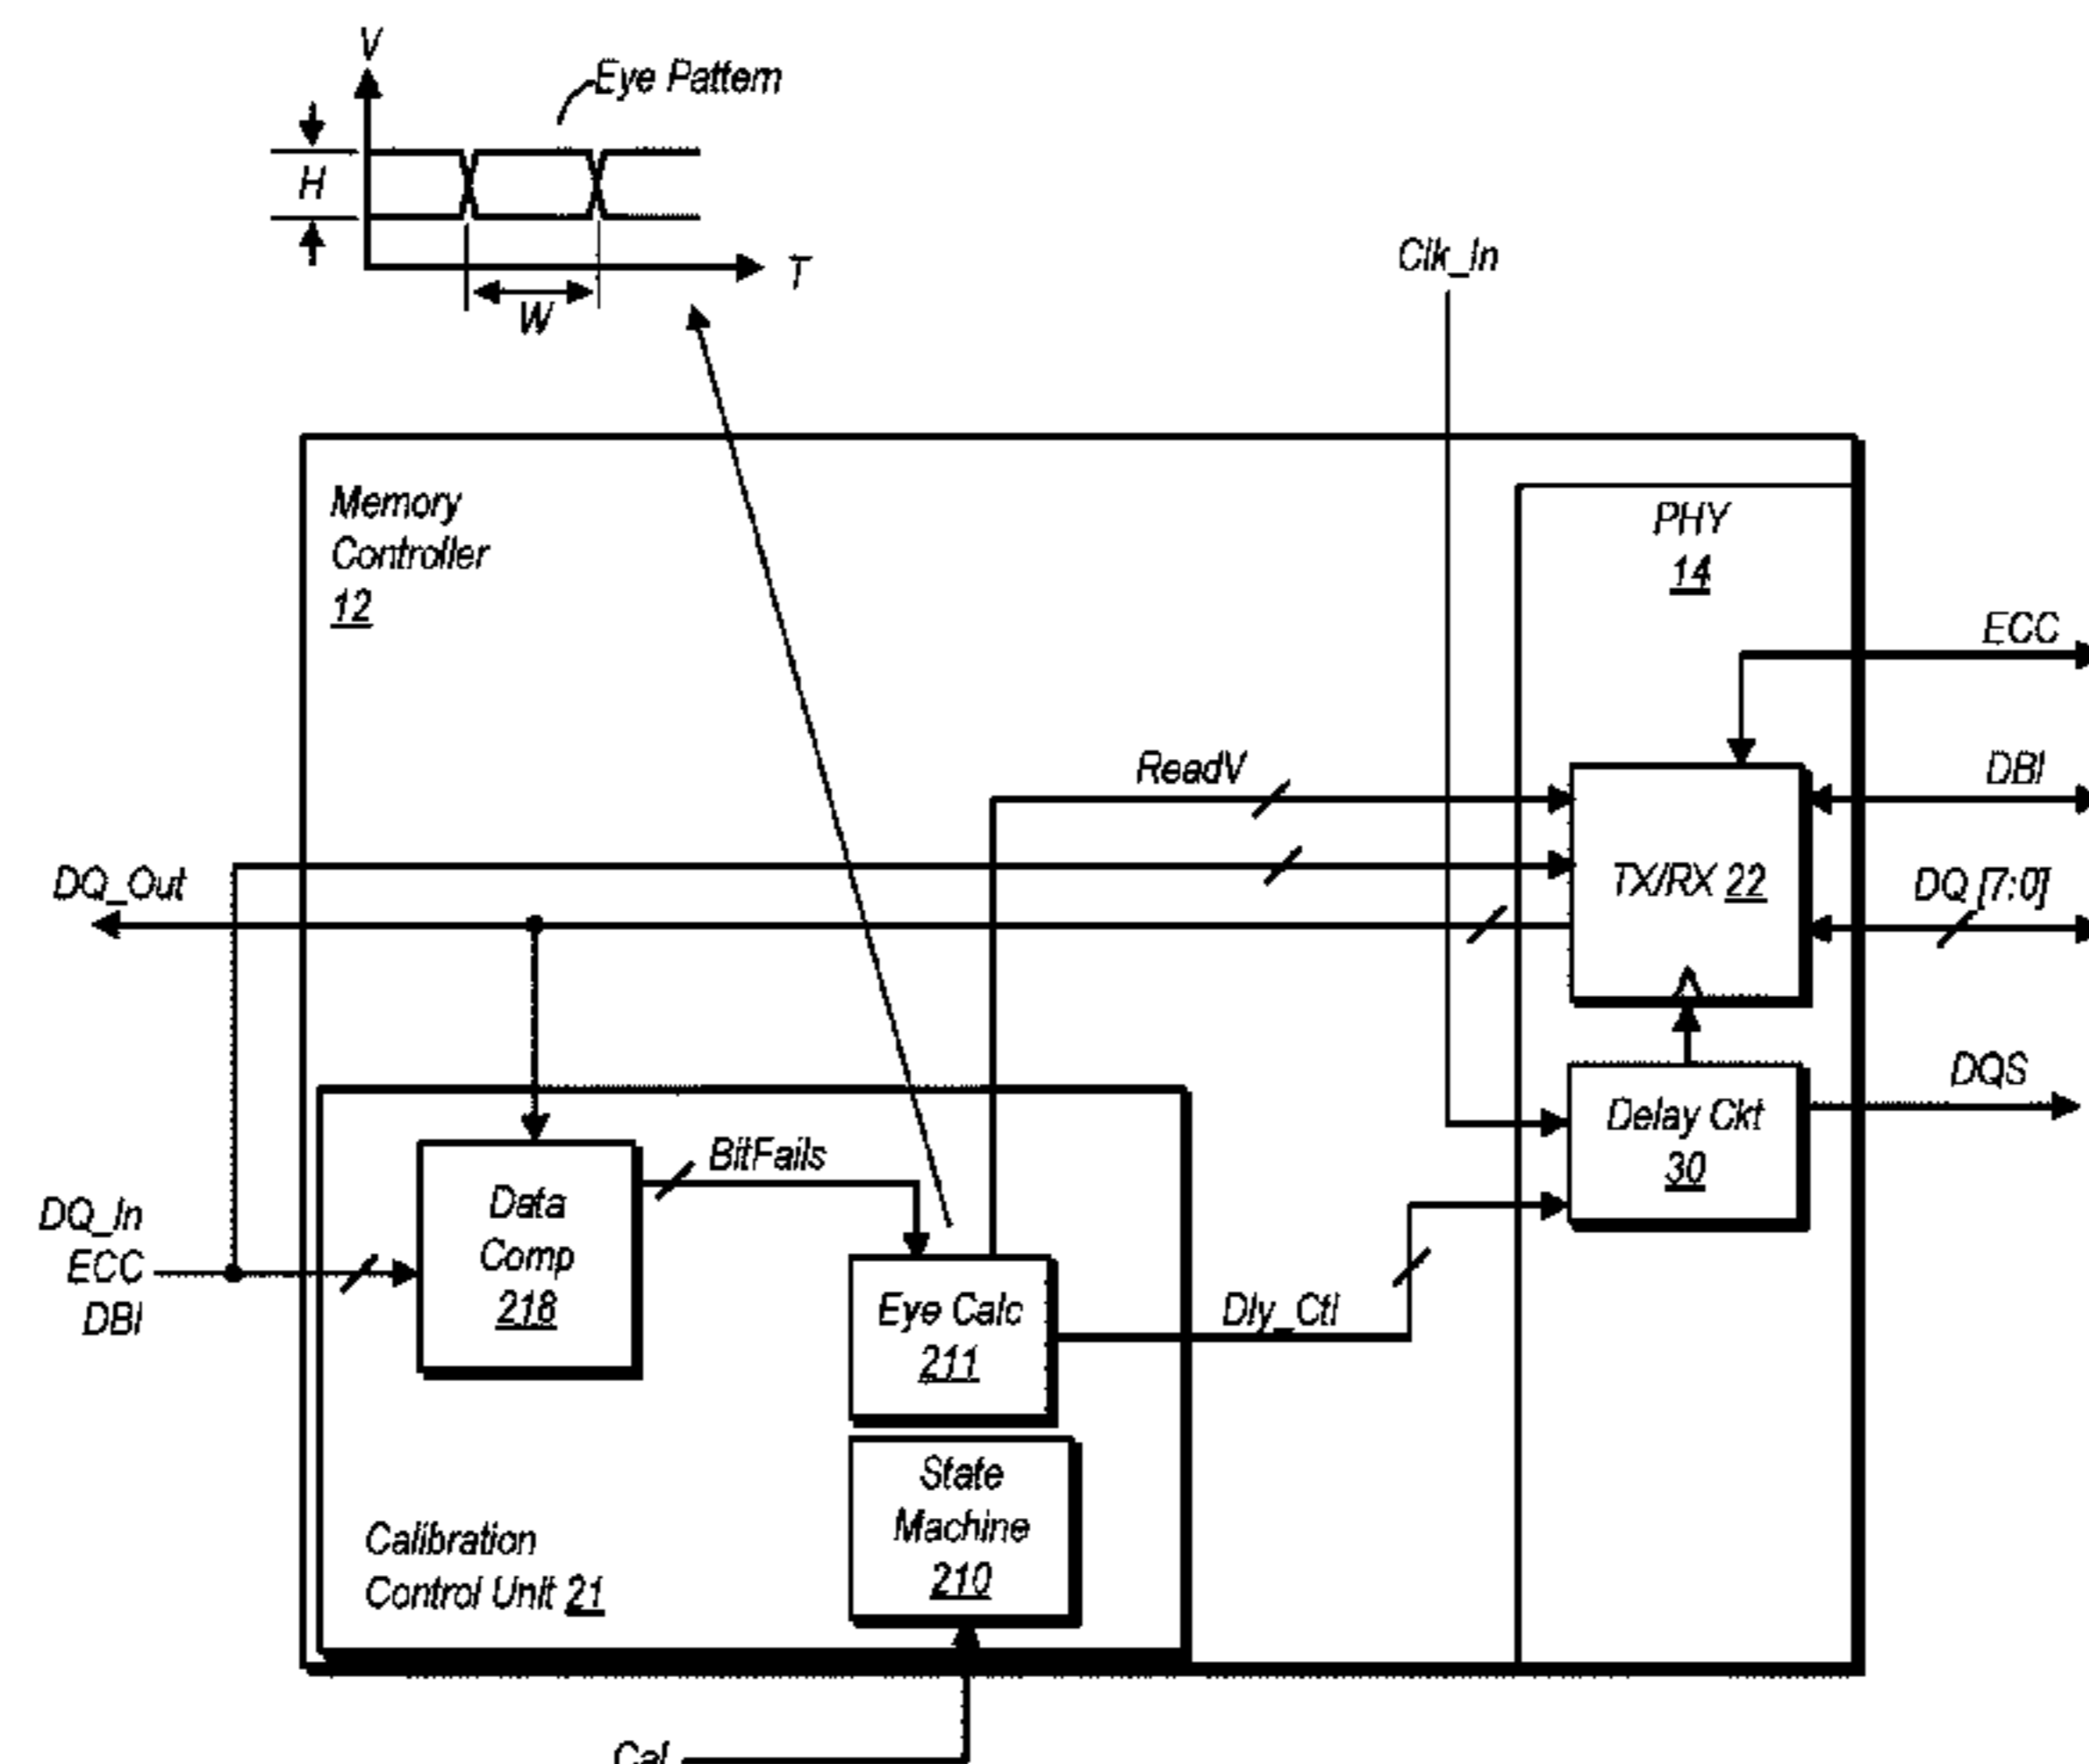 V
Eye Pattern
H
T
W
Clk_In
Memory
Controller
12
PHY
14
ECC
ReadV
DBI
DQ_Out
TX/RX 22
DQ [7:0]
DQS
Delay Ckt
30
BitFails
Data
Comp
218
DQ_In
ECC
DBI
Eye Calc
211
Dly_Ctl
State
Machine
210
Calibration
Control Unit 21
Cal